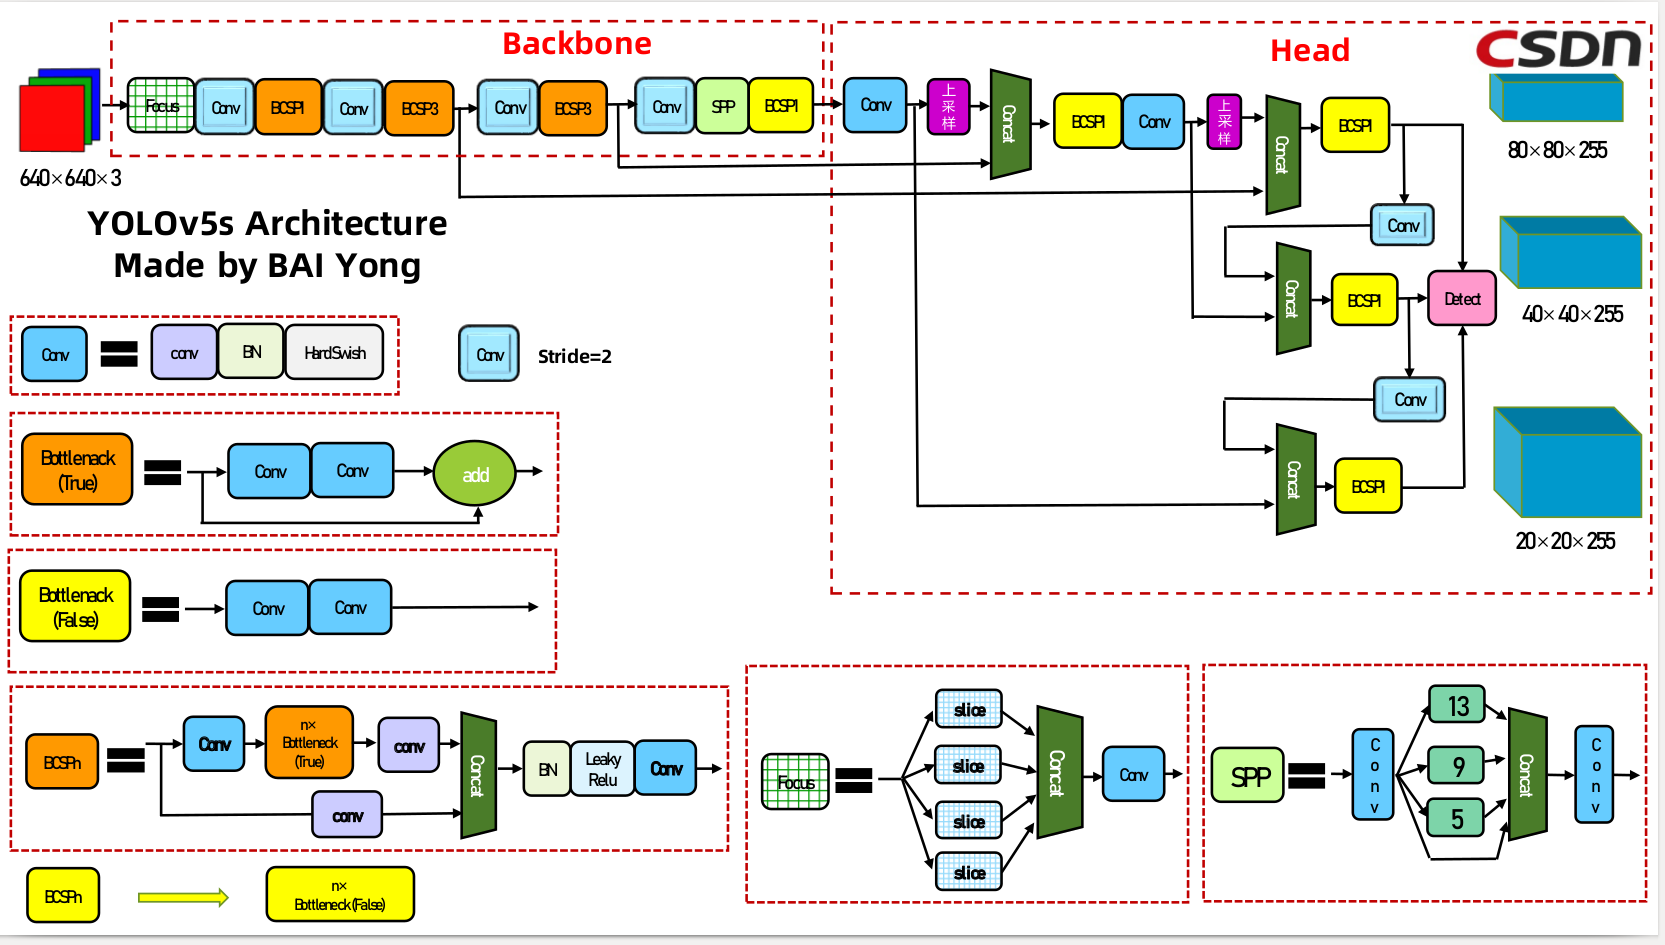 Backbone
Head
CSDN
Focus
Conv
BCSP1
Conv
BCSP3
Conv
BCSP3
Conv
SPP
BCSP1
Conv
上采样
Concat
BCSP1
Conv
上采样
Concat
BCSP1
640×640×3
80×80×255
YOLOv5s Architecture
Made by BAI Yong
Conv
Concat
BCSP1
Detect
40×40×255
Conv
Concat
BCSP1
20×20×255
Conv
conv
BN
HardSwish
Conv
Stride=2
Bottlenack
(True)
Conv
Conv
add
Bottlenack
(False)
Conv
Conv
BCSPn
Conv
n×
Bottleneck
(True)
conv
conv
Concat
BN
Leaky
Relu
Conv
BCSPn
n×
Bottleneck(False)
Focus
slice
slice
slice
slice
Concat
Conv
SPP
Conv
13
9
5
Concat
Conv